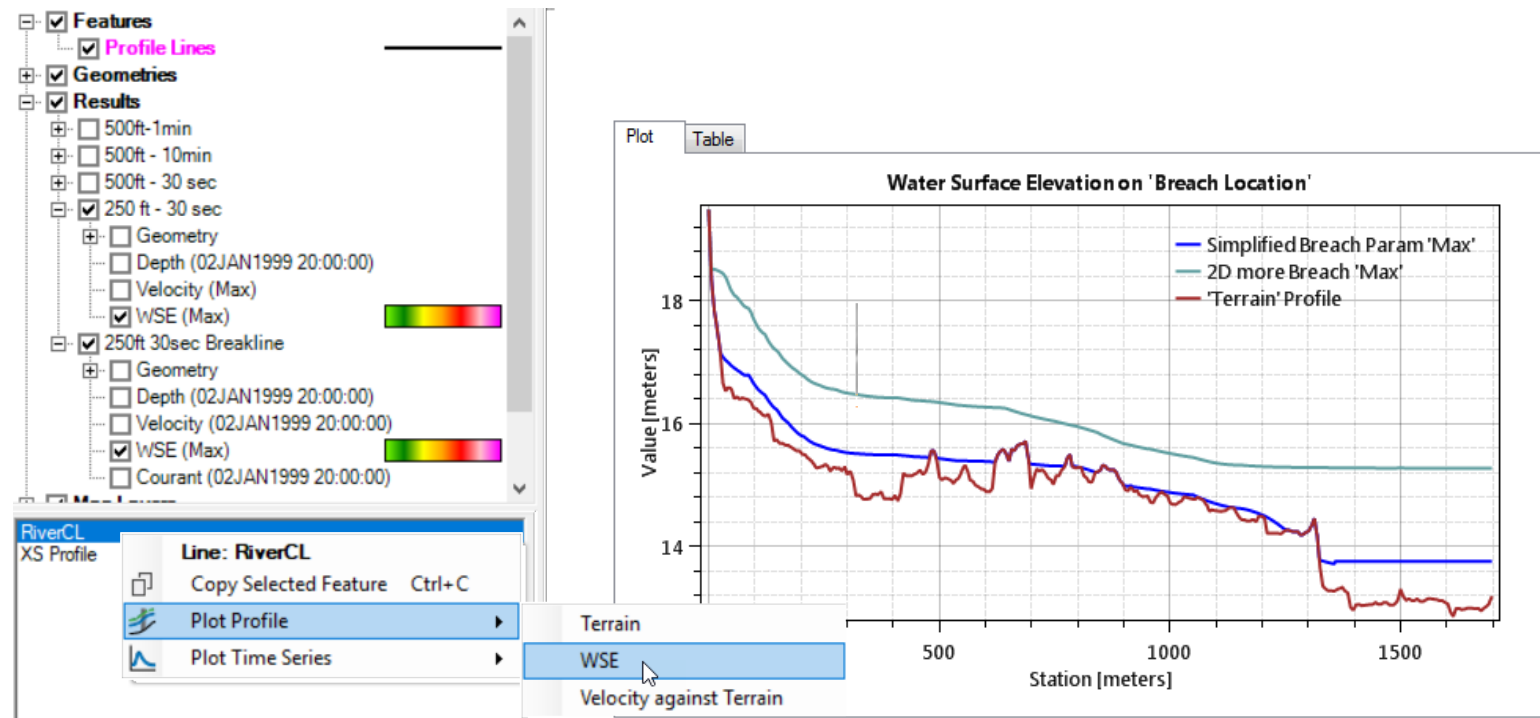 Features
Profile Lines
Geometries
Results
500ft-1min
500ft - 10min
500ft - 30 sec
250 ft - 30 sec
Geometry
Depth (02JAN1999 20:00:00)
Velocity (Max)
WSE (Max)
250ft 30sec Breakline
Geometry
Depth (02JAN1999 20:00:00)
Velocity (02JAN1999 20:00:00)
WSE (Max)
Courant (02JAN1999 20:00:00)
RiverCL
XS Profile
Line: RiverCL
Copy Selected Feature Ctrl+C
Plot Profile
Plot Time Series
Terrain
WSE
Velocity against Terrain
Plot
Table
Water Surface Elevation on 'Breach Location'
Simplified Breach Param 'Max'
2D more Breach 'Max'
'Terrain' Profile
Value [meters]
18
16
14
500
1000
1500
Station [meters]